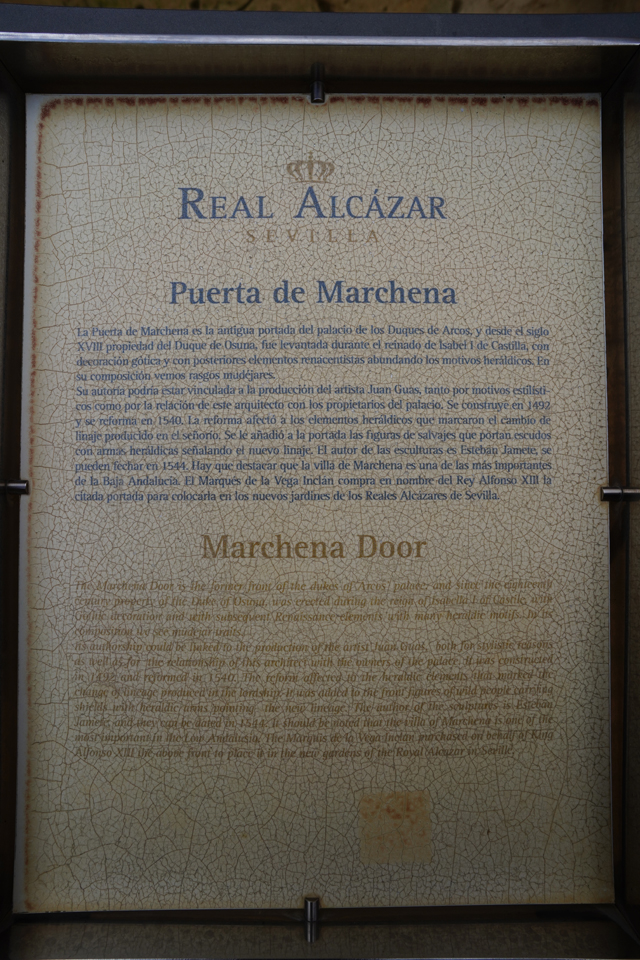 REAL ALCÁZAR
SEVILLA
Puerta de Marchena
La Puerta de Marchena es la antigua portada del palacio de los Duques de Arcos, y desde el siglo
XVIII propiedad del Duque de Osuna, fue levantada durante el reinado de Isabel I de Castilla, con
decoración gótica y con posteriores elementos renacentistas abundando los motivos heráldicos. En
su composición vemos rasgos mudéjares.
Su autoría podría estar vinculada a la producción del artista Juan Guas, tanto por motivos estilísti-
cos como por la relación de este arquitecto con los propietarios del palacio. Se construye en 1492
y se reforma en 1540. La reforma afectó a los elementos heráldicos que marcaron el cambio de
linaje producido en el señorío. Se le añadió a la portada las figuras de salvajes que portan escudos
con armas heráldicas señalando el nuevo linaje. El autor de las esculturas es Esteban Jamete, se
pueden fechar en 1544. Hay que destacar que la villa de Marchena es una de las más importantes
de la Baja Andalucía. El Marqués de la Vega Inclán compra en nombre del Rey Alfonso XIII la
citada portada para colocarla en los nuevos jardines de los Reales Alcázares de Sevilla.
Marchena Door
The Marchena Door is the former front of the dukes of Arcos' palace, and since the eighteenth
century property of the Duke of Osuna, was erected during the reign of Isabella I of Castile, with
Gothic decoration and with subsequent Renaissance elements with many heraldic motifs. In its
composition we see mudejar traits.
Its authorship could be linked to the production of the artist Juan Guas, both for stylistic reasons
as well as for the relationship of this architect with the owners of the palace. It was constructed
in 1492 and reformed in 1540. The reform affected to the heraldic elements that marked the
change of lineage produced in the lordship. It was added to the front figures of wild people carrying
shields with heraldic arms pointing the new lineage. The author of the sculptures is Esteban
Jamete, and they can be dated in 1544. It should be noted that the villa of Marchena is one of the
most important in the Low Andalucia. The Marquis de la Vega Inclan purchased on behalf of King
Alfonso XIII the above front to place it in the new gardens of the Royal Alcazar in Seville.